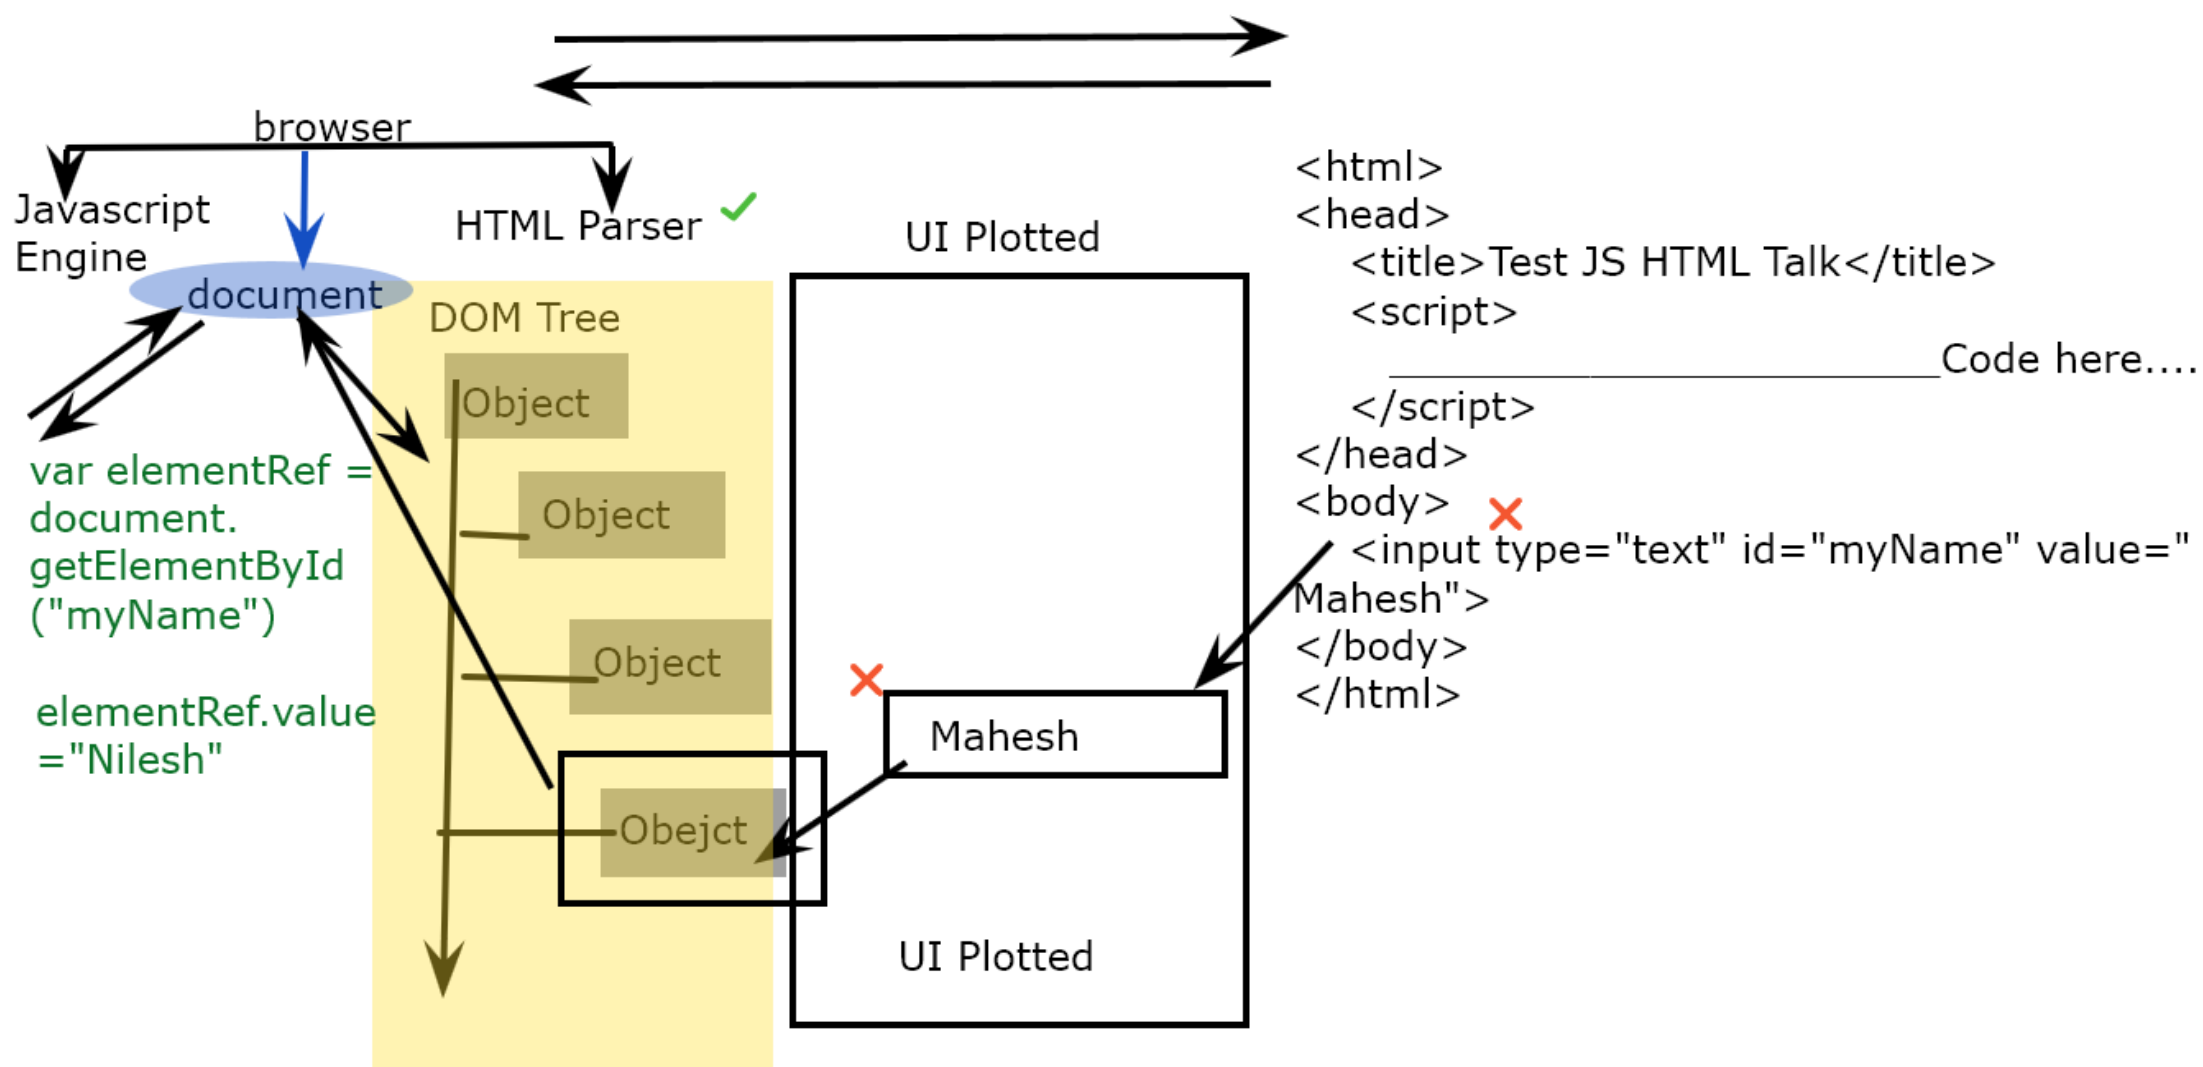 browser
Javascript
Engine
HTML Parser
document
DOM Tree
Object
Object
Object
Obejct
var elementRef =
document.
getElementById
("myName")
elementRef.value
="Nilesh"
UI Plotted
Mahesh
UI Plotted
<html>
<head>
<title>Test JS HTML Talk</title>
<script>
__________________________Code here....
</script>
</head>
<body>
<input type="text" id="myName" value="
Mahesh">
</body>
</html>